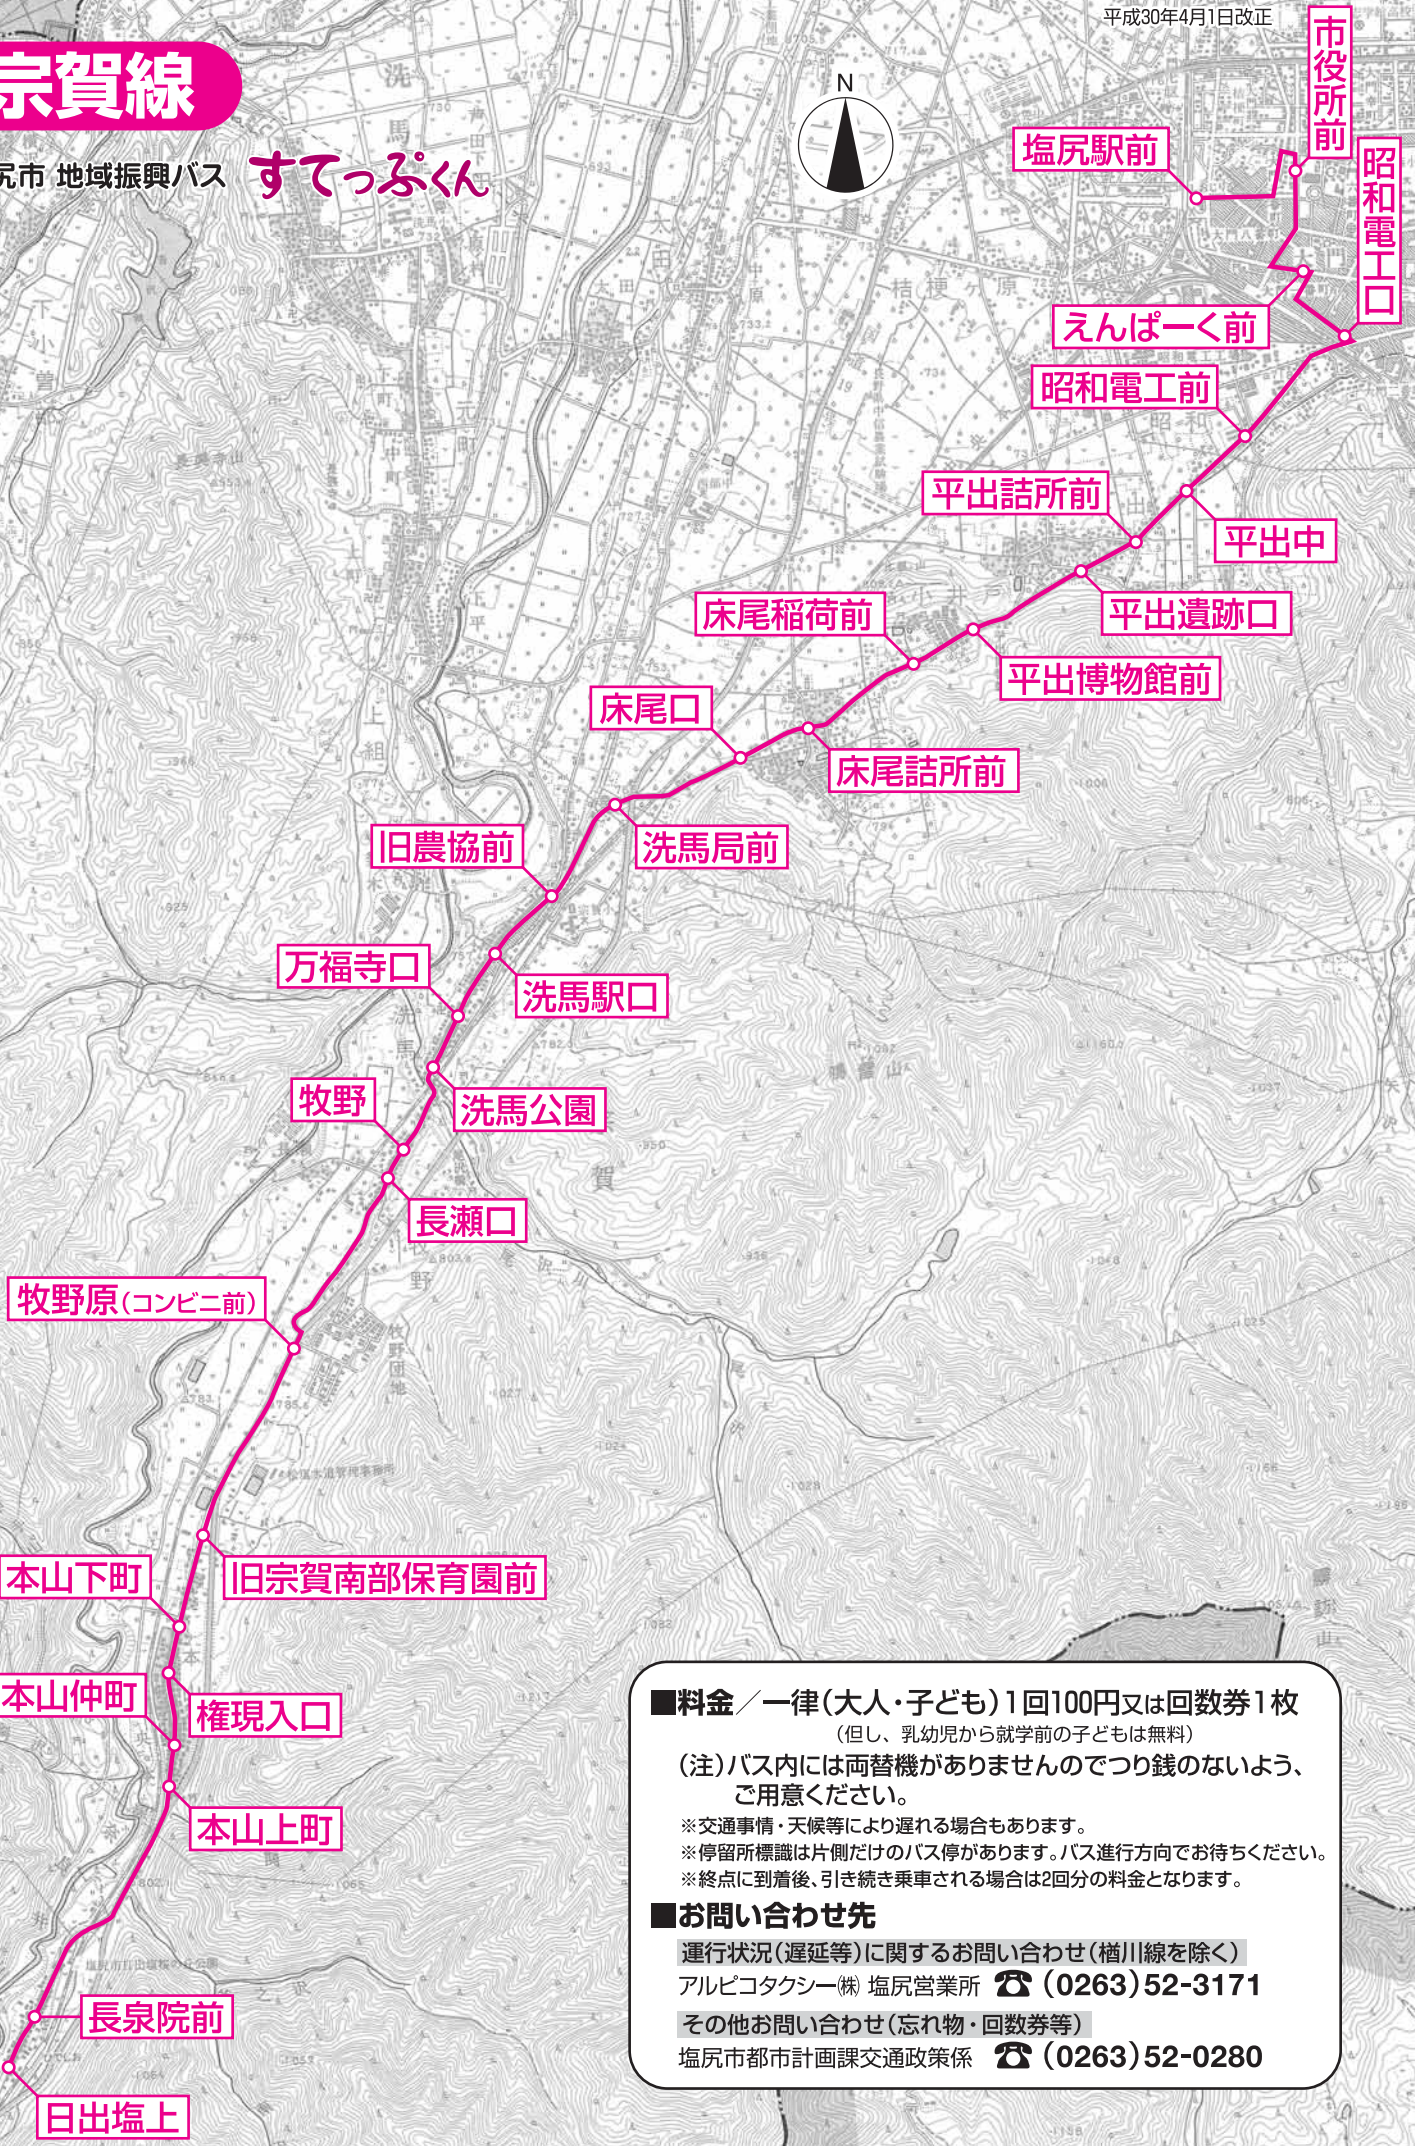 平成30年4月1日改正
宗賀線
尻市 地域振興バス すてっぷくん
N
市役所前
塩尻駅前
昭和電工口
えんぱーく前
昭和電工前
平出詰所前
平出中
平出遺跡口
床尾稲荷前
平出博物館前
床尾口
床尾詰所前
旧農協前
洗馬局前
万福寺口
洗馬駅口
牧野
洗馬公園
長瀬口
牧野原(コンビニ前)
本山下町
旧宗賀南部保育園前
本山仲町
権現入口
本山上町
長泉院前
日出塩上
桔梗ヶ原
牧野団地
■料金／一律(大人・子ども)1回100円又は回数券1枚
(但し、乳幼児から就学前の子どもは無料)
(注)バス内には両替機がありませんのでつり銭のないよう、
ご用意ください。
※交通事情・天候等により遅れる場合もあります。
※停留所標識は片側だけのバス停があります。バス進行方向でお待ちください。
※終点に到着後、引き続き乗車される場合は2回分の料金となります。
■お問い合わせ先
運行状況(遅延等)に関するお問い合わせ(楢川線を除く)
アルピコタクシー㈱ 塩尻営業所 ☎(0263)52-3171
その他お問い合わせ(忘れ物・回数券等)
塩尻市都市計画課交通政策係 ☎(0263)52-0280